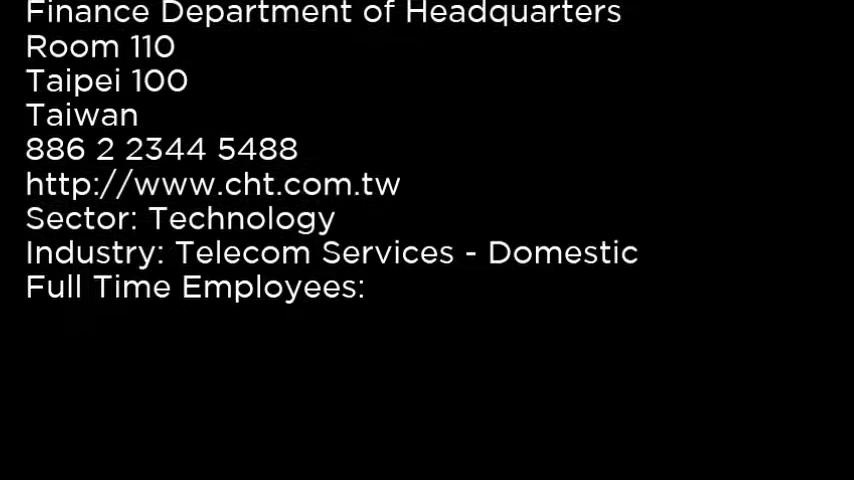 Finance Department of Headquarters
Room 110
Taipei 100
Taiwan
886 2 2344 5488
http://www.cht.com.tw
Sector: Technology
Industry: Telecom Services - Domestic
Full Time Employees: